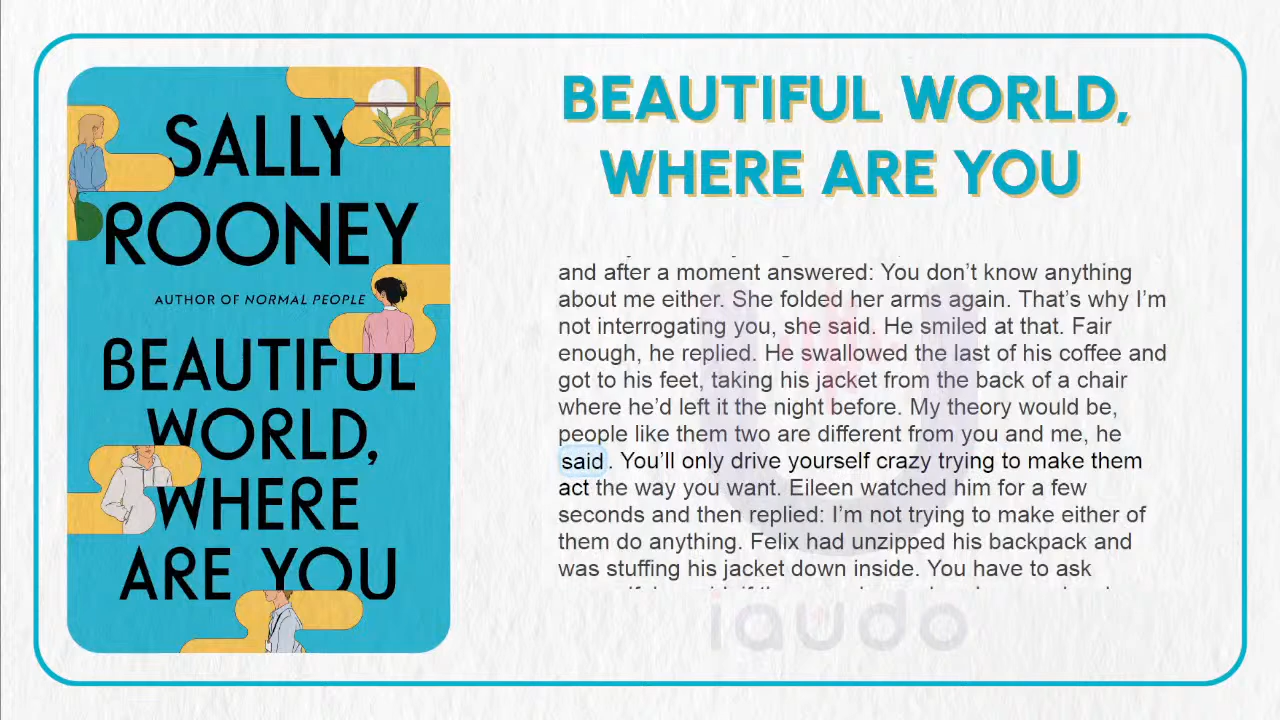 SALLY
ROONEY
AUTHOR OF NORMAL PEOPLE
BEAUTIFUL
WORLD,
WHERE
ARE YOU
BEAUTIFUL WORLD,
WHERE ARE YOU
and after a moment answered: You don’t know anything
about me either. She folded her arms again. That’s why I’m
not interrogating you, she said. He smiled at that. Fair
enough, he replied. He swallowed the last of his coffee and
got to his feet, taking his jacket from the back of a chair
where he’d left it the night before. My theory would be,
people like them two are different from you and me, he
said. You’ll only drive yourself crazy trying to make them
act the way you want. Eileen watched him for a few
seconds and then replied: I’m not trying to make either of
them do anything. Felix had unzipped his backpack and
was stuffing his jacket down inside. You have to ask
iaudo